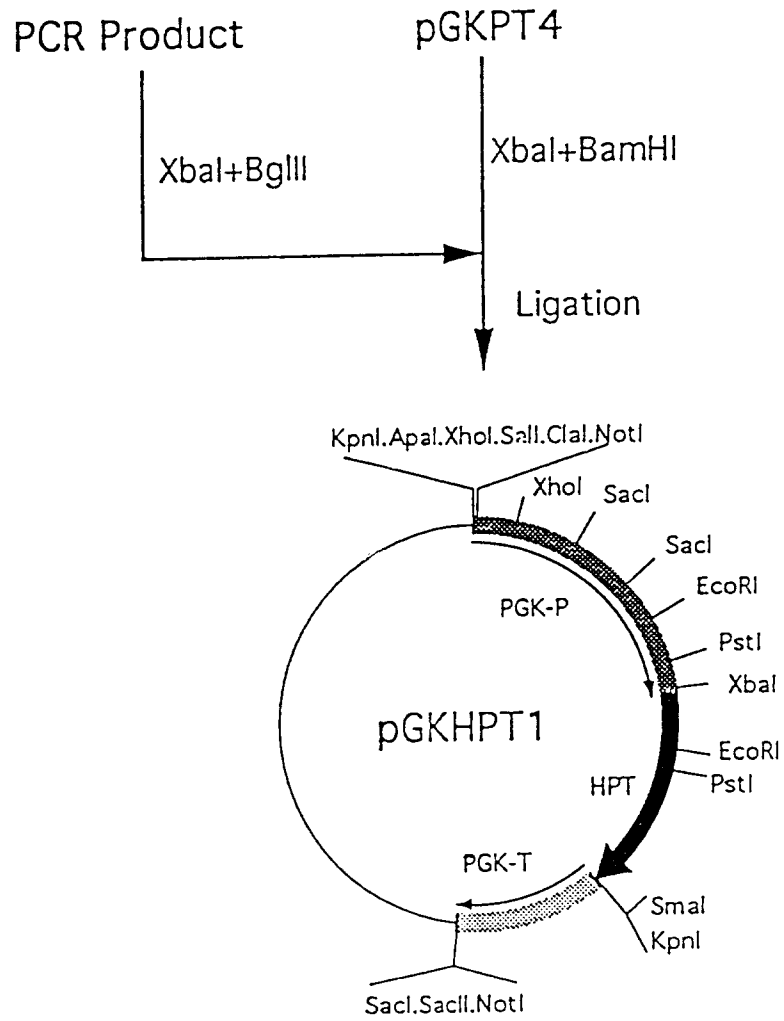 PCR Product
pGKPT4
XbaI+BglII
XbaI+BamHI
Ligation
KpnI.ApaI.XhoI.SalI.ClaI.NotI
XhoI
SacI
SacI
EcoRI
PGK-P
PstI
XbaI
pGKHPT1
EcoRI
HPT
PstI
PGK-T
SmaI
KpnI
SacI.SacII.NotI